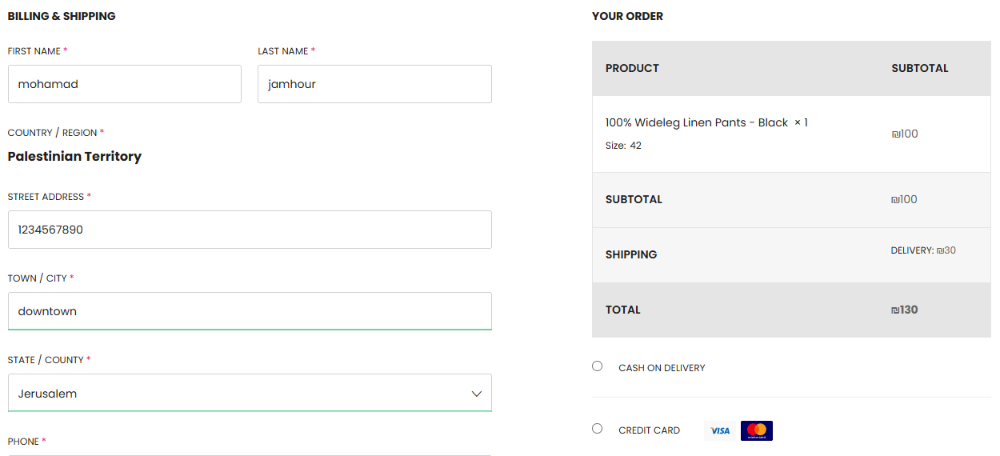 BILLING & SHIPPING
FIRST NAME *
LAST NAME *
mohamad
jamhour
COUNTRY / REGION *
Palestinian Territory
STREET ADDRESS *
1234567890
TOWN / CITY *
downtown
STATE / COUNTY *
Jerusalem
PHONE *
YOUR ORDER
PRODUCT SUBTOTAL
100% Wideleg Linen Pants - Black × 1
Size: 42
₪100
SUBTOTAL ₪100
SHIPPING DELIVERY: ₪30
TOTAL ₪130
CASH ON DELIVERY
CREDIT CARD VISA mastercard